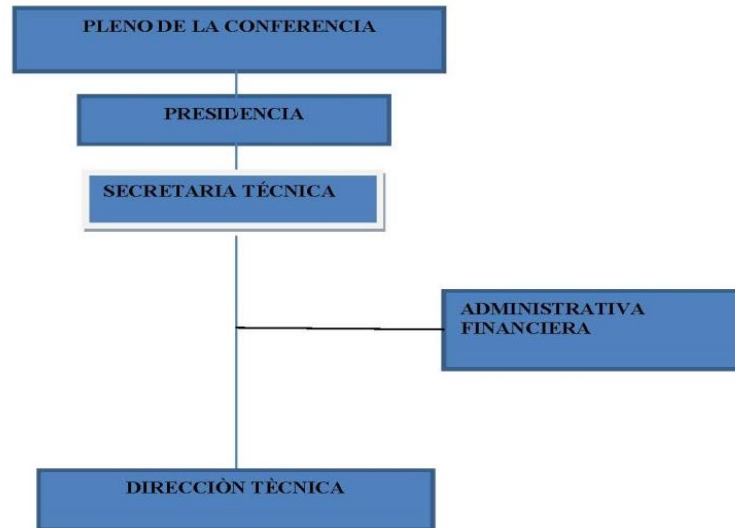 PLENO DE LA CONFERENCIA
PRESIDENCIA
SECRETARIA TÉCNICA
ADMINISTRATIVA
FINANCIERA
DIRECCIÒN TÈCNICA